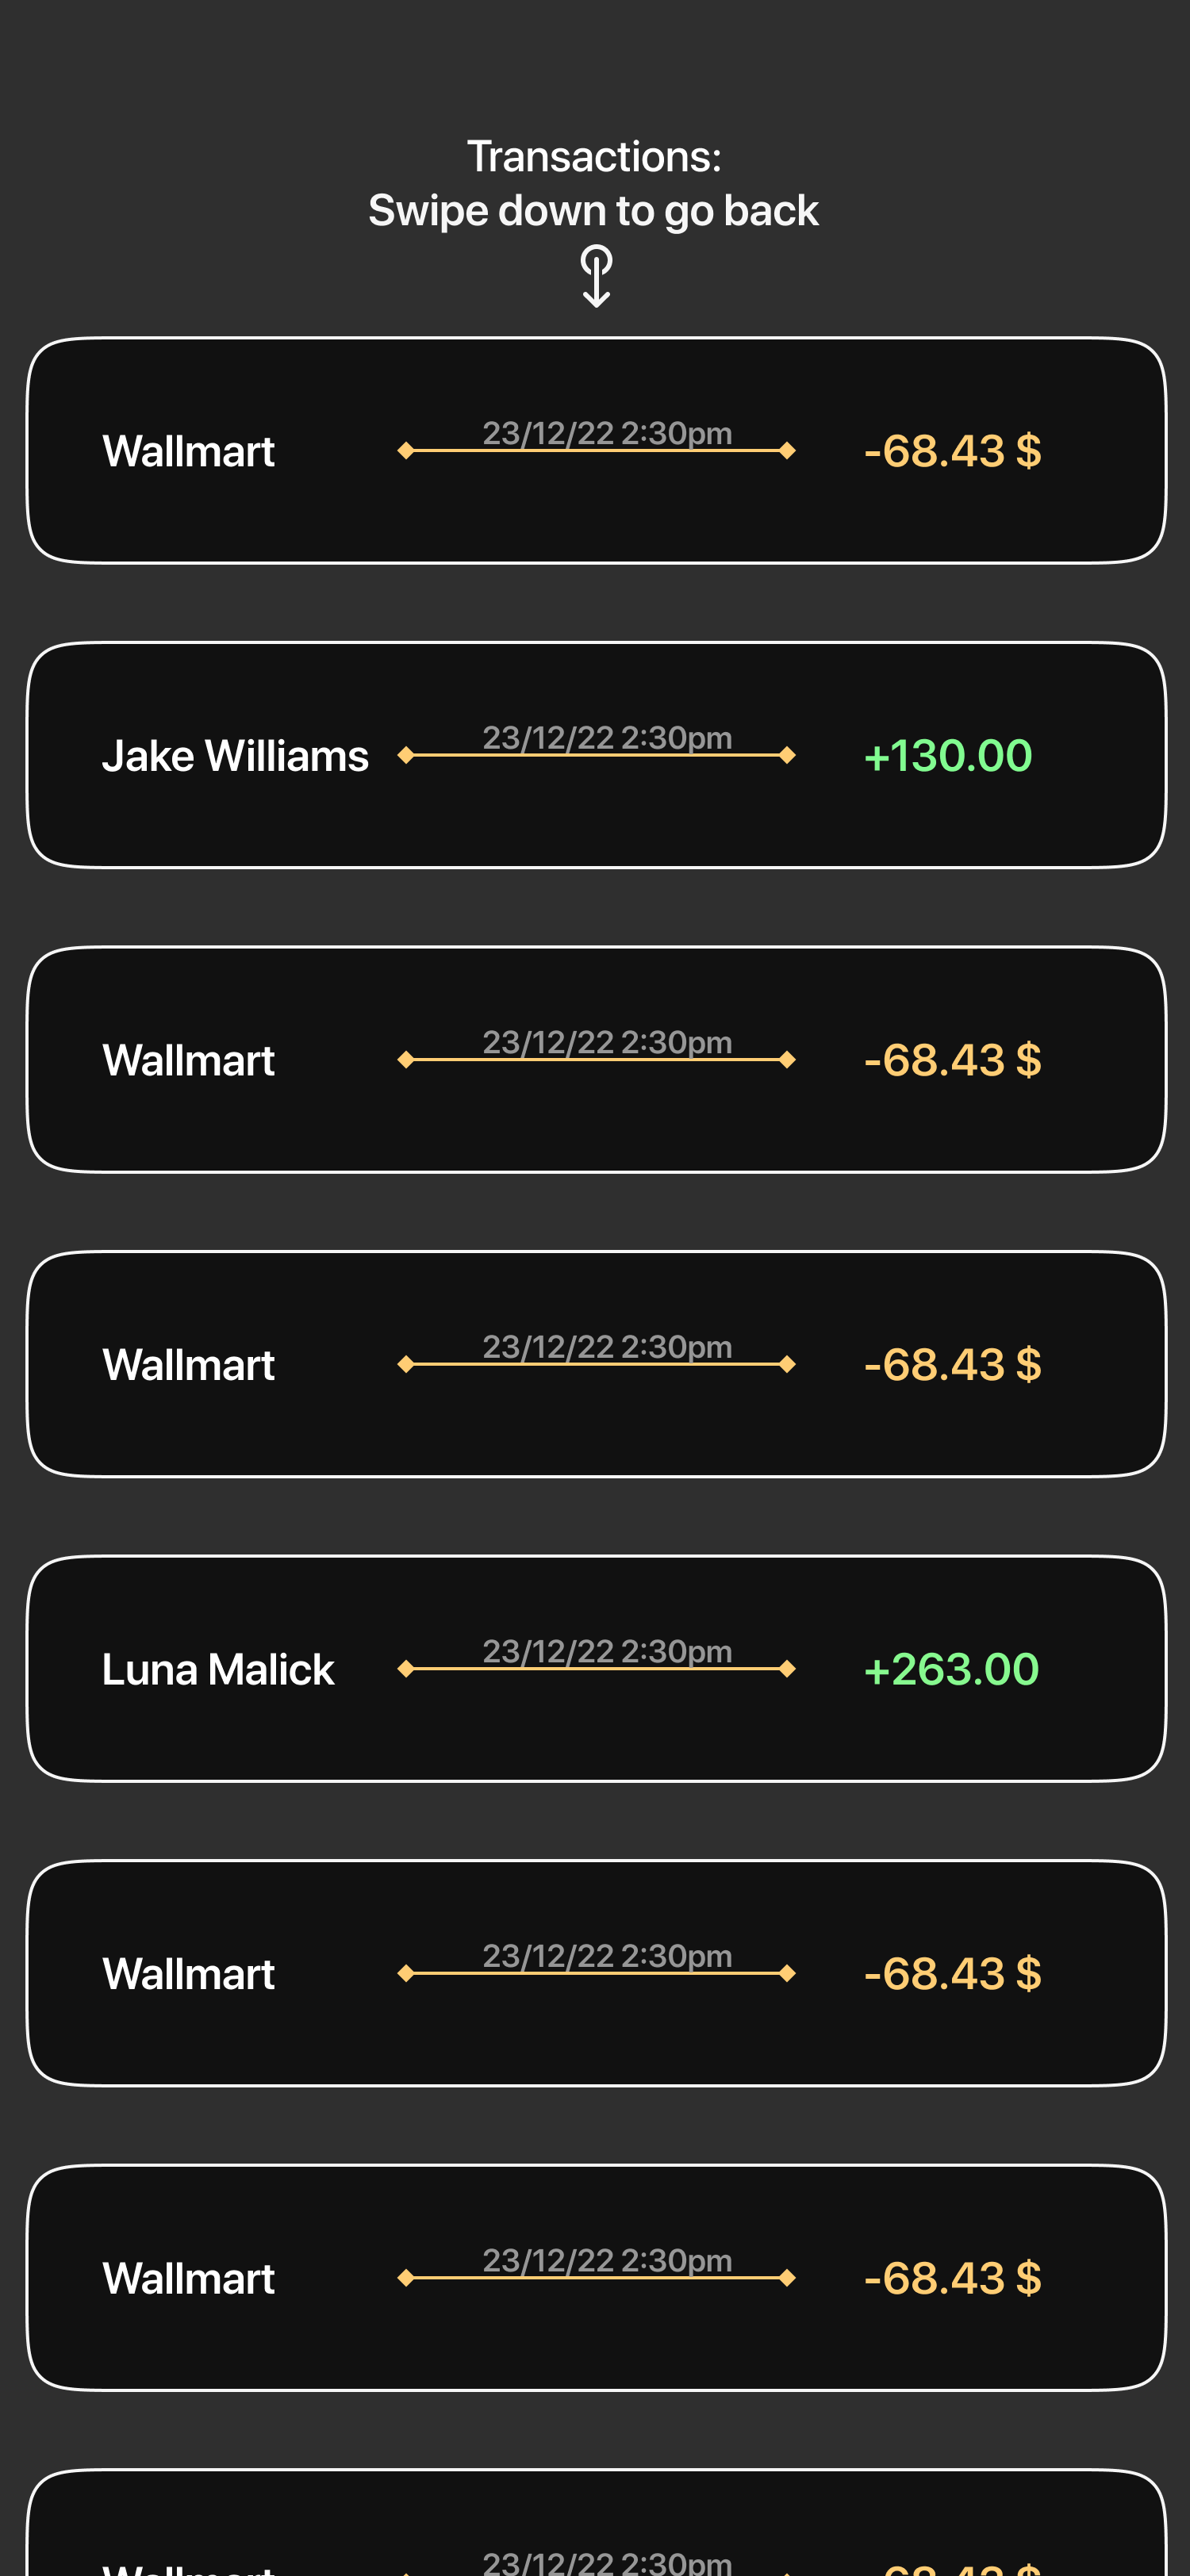 Transactions:
Swipe down to go back
Wallmart 23/12/22 2:30pm -68.43 $
Jake Williams 23/12/22 2:30pm +130.00
Wallmart 23/12/22 2:30pm -68.43 $
Wallmart 23/12/22 2:30pm -68.43 $
Luna Malick 23/12/22 2:30pm +263.00
Wallmart 23/12/22 2:30pm -68.43 $
Wallmart 23/12/22 2:30pm -68.43 $
Wallmart 23/12/22 2:30pm -68.43 $